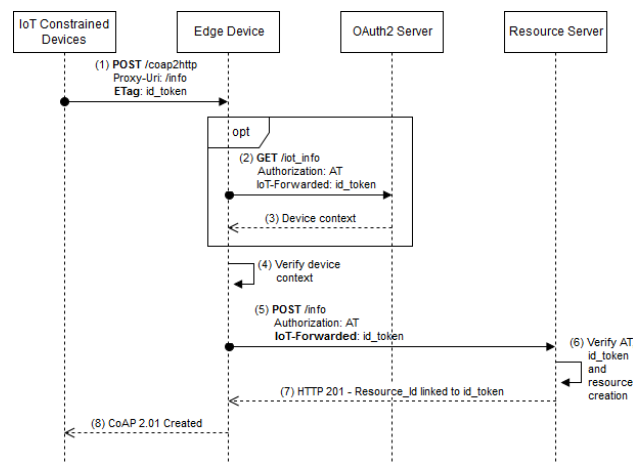 IoT Constrained
Devices
Edge Device
OAuth2 Server
Resource Server
(1) POST /coap2http
Proxy-Uri: /info
ETag: id_token
opt
(2) GET /iot_info
Authorization: AT
IoT-Forwarded: id_token
(3) Device context
(4) Verify device
context
(5) POST /info
Authorization: AT
IoT-Forwarded: id_token
(6) Verify AT
id_token
and
resource
creation
(7) HTTP 201 - Resource_Id linked to id_token
(8) CoAP 2.01 Created